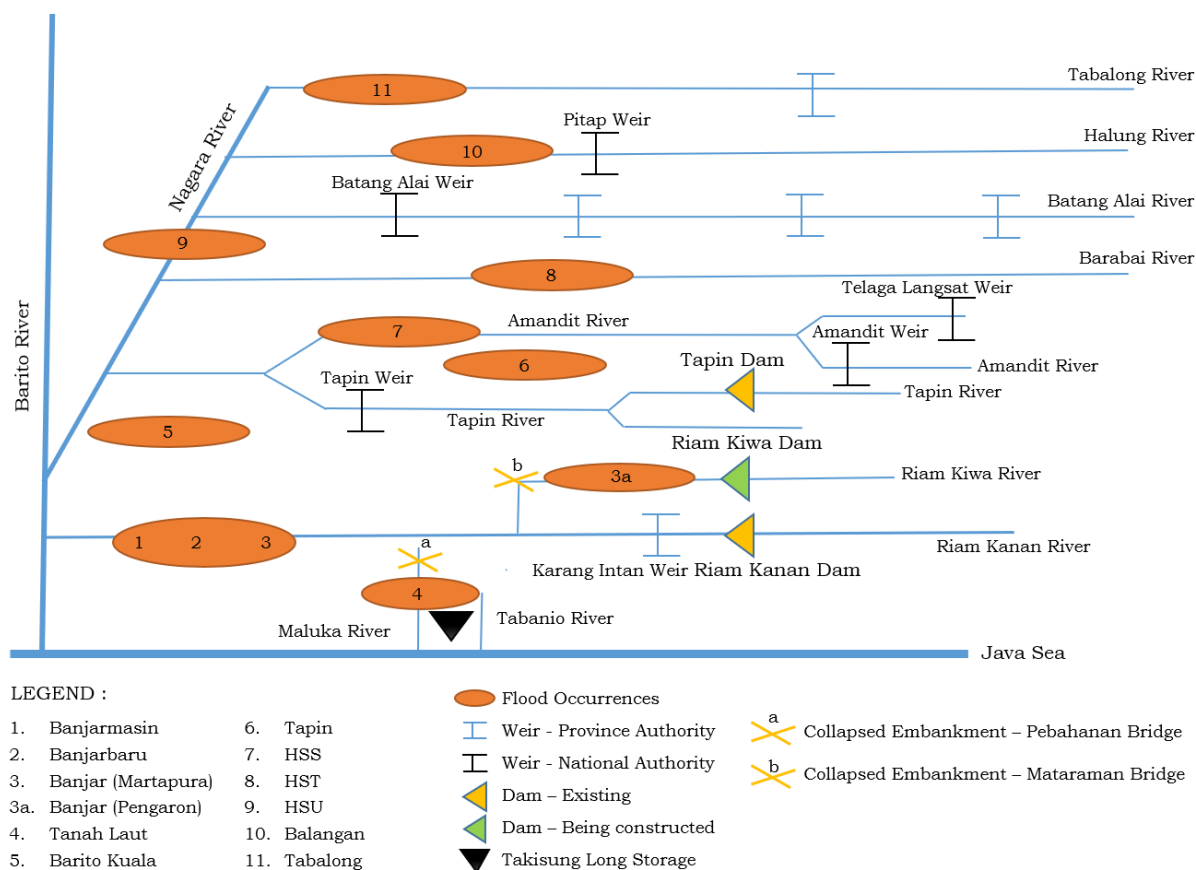 Tabalong River
11
Nagara River
Pitap Weir
Halung River
10
Batang Alai Weir
Batang Alai River
9
Barabai River
8
Telaga Langsat Weir
Barito River
Amandit River
7
Amandit Weir
6
Tapin Dam
Amandit River
Tapin Weir
Tapin River
Tapin River
5
Riam Kiwa Dam
b
3a
Riam Kiwa River
1 2 3
a
Riam Kanan River
Karang Intan Weir
Riam Kanan Dam
4
Tabanio River
Maluka River
Java Sea
LEGEND :
1. Banjarmasin
2. Banjarbaru
3. Banjar (Martapura)
3a. Banjar (Pengaron)
4. Tanah Laut
5. Barito Kuala
6. Tapin
7. HSS
8. HST
9. HSU
10. Balangan
11. Tabalong
Flood Occurrences
Weir - Province Authority
Weir - National Authority
Dam – Existing
Dam – Being constructed
Takisung Long Storage
a
Collapsed Embankment – Pebahanan Bridge
b
Collapsed Embankment – Mataraman Bridge